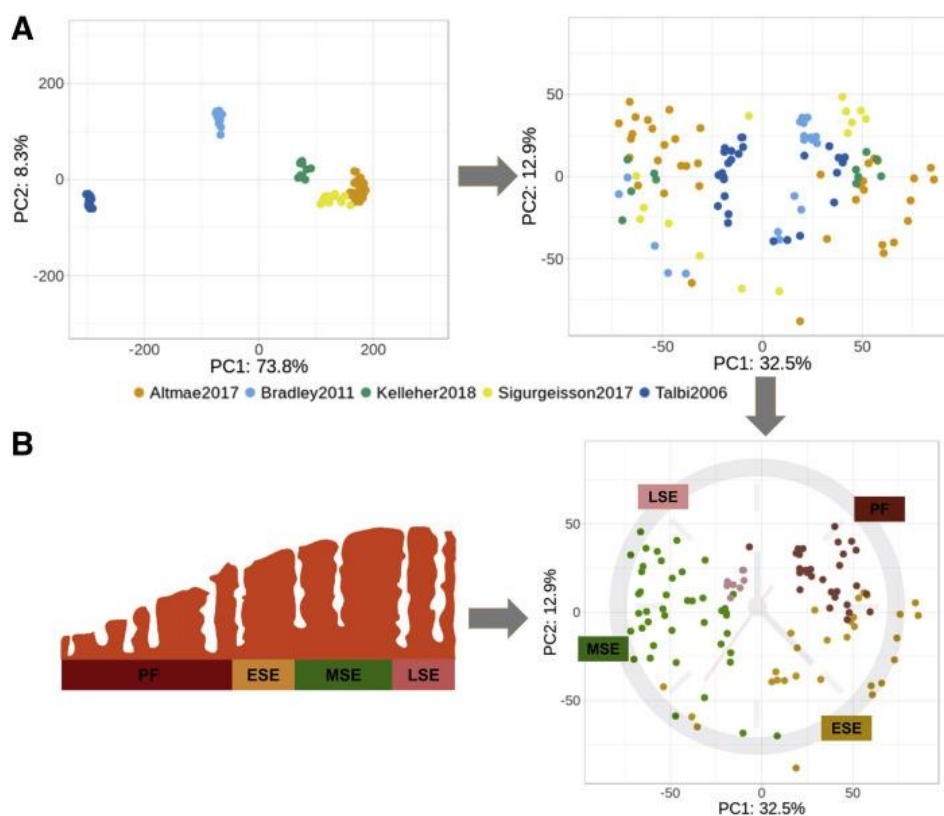 A
PC2: 8.3%
200
0
-200
-200
0
200
PC1: 73.8%
PC2: 12.9%
50
0
-50
-50
0
50
PC1: 32.5%
Altmae2017 Bradley2011 Kelleher2018 Sigurgeisson2017 Talbi2006
B
PF ESE MSE LSE
PC2: 12.9%
50
0
-50
LSE
PF
MSE
ESE
-50
0
50
PC1: 32.5%